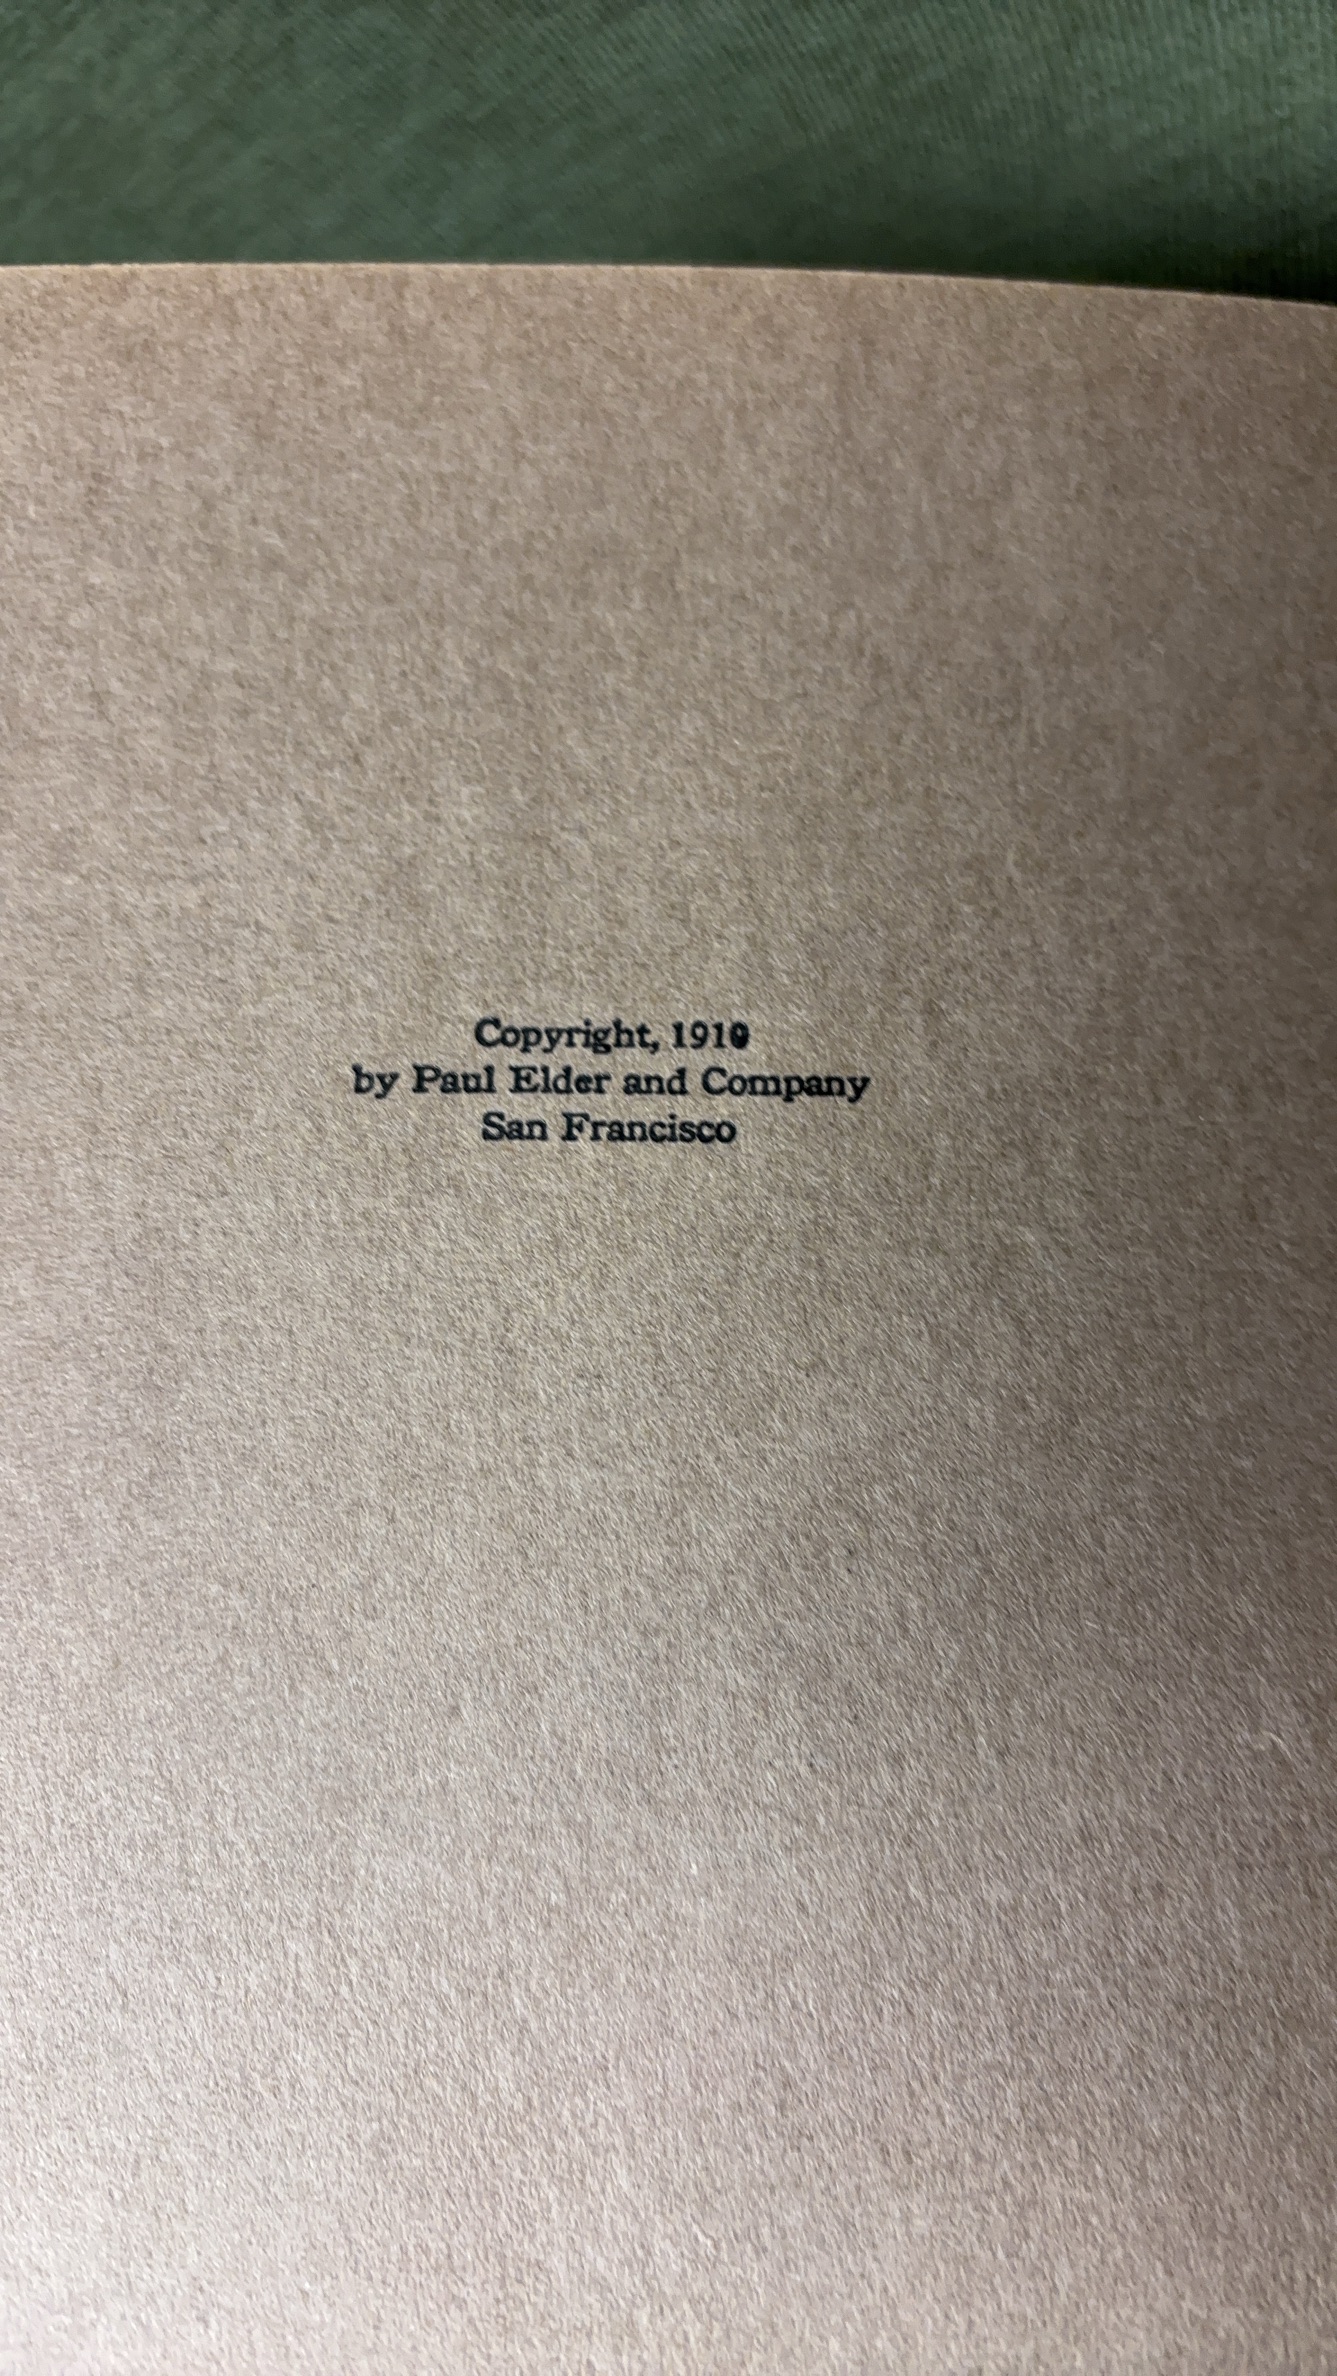 Copyright, 1910
by Paul Elder and Company
San Francisco